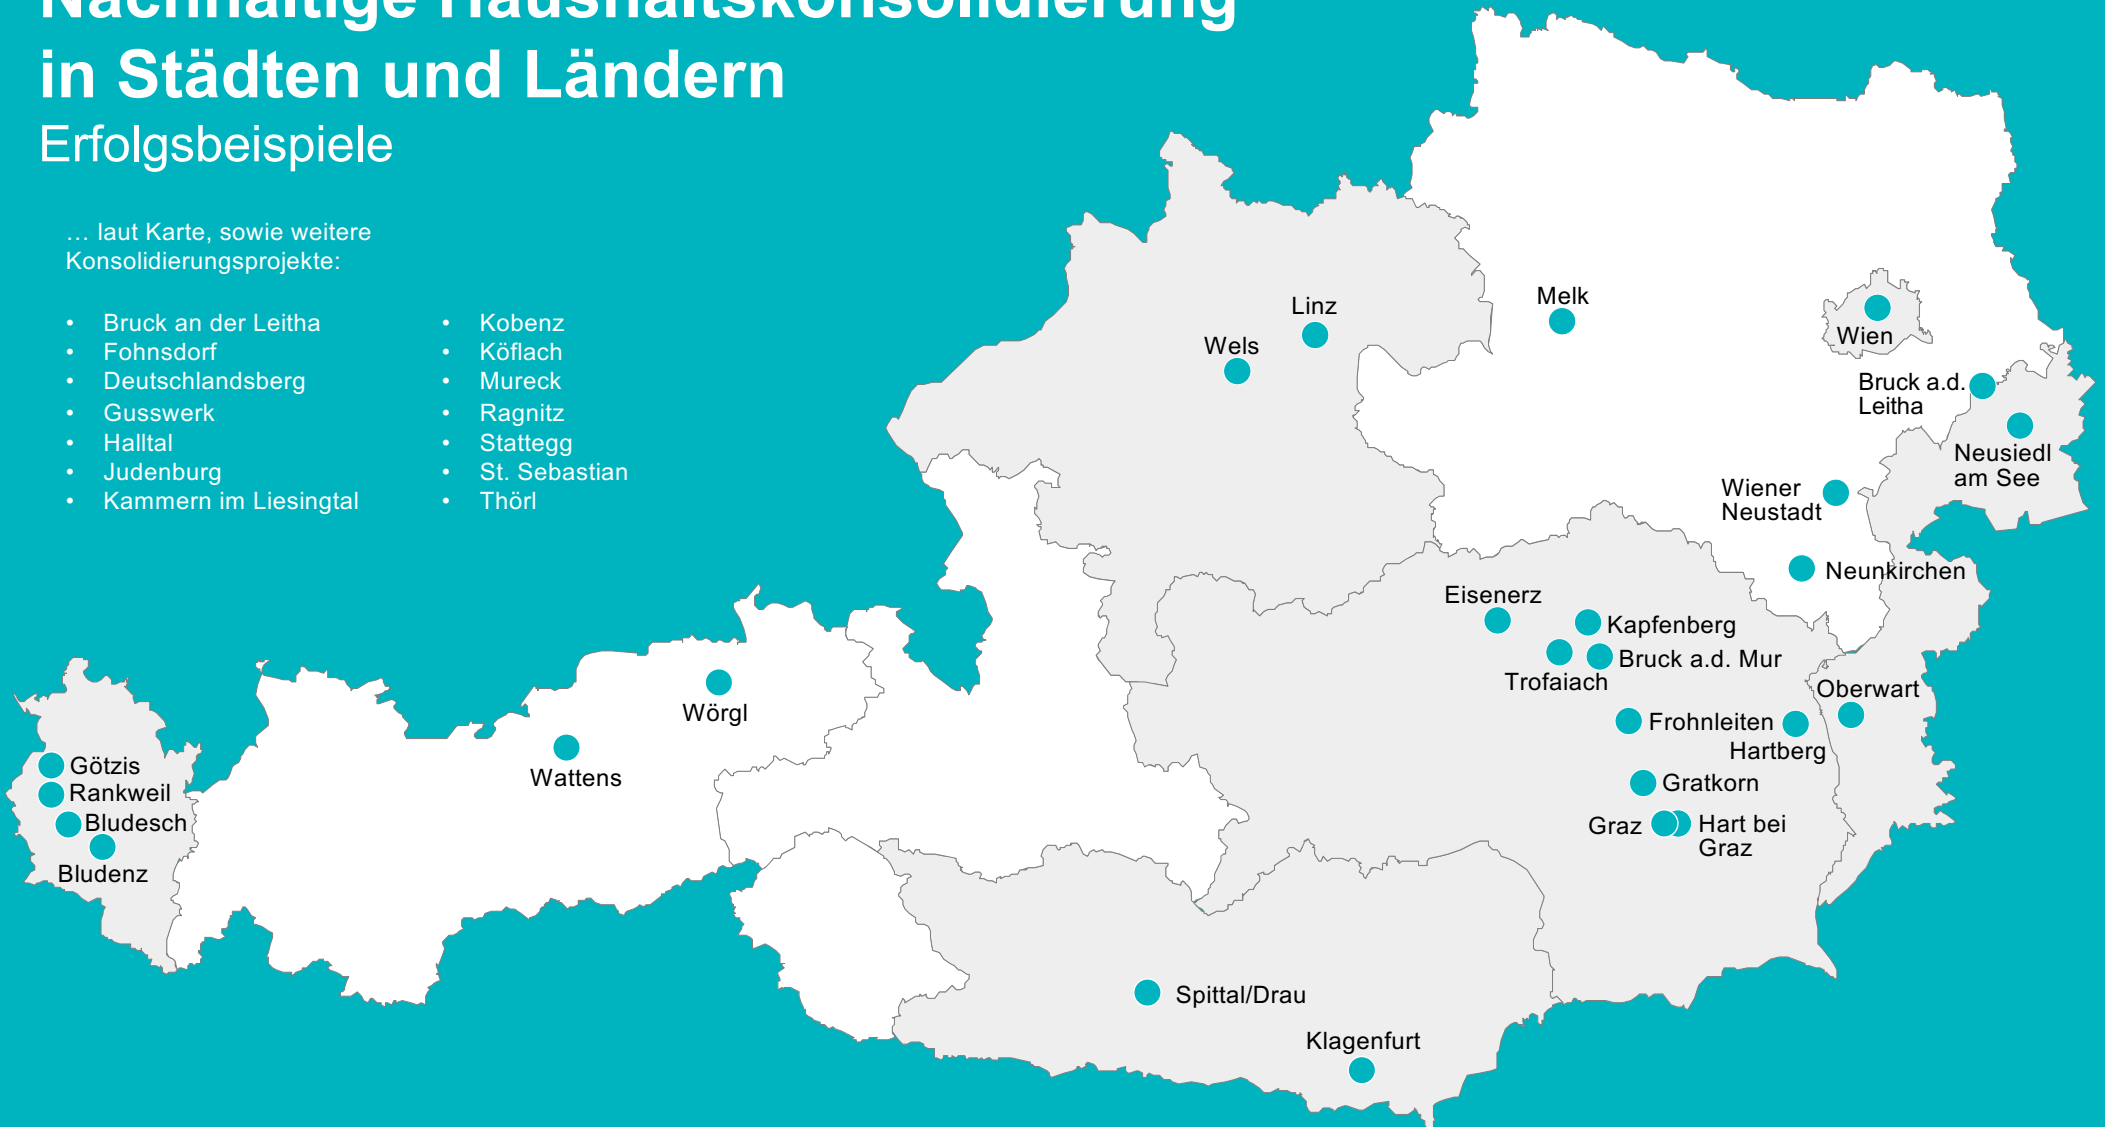 Nachhaltige Haushaltskonsolidierung
in Städten und Ländern
Erfolgsbeispiele
… laut Karte, sowie weitere
Konsolidierungsprojekte:
• Bruck an der Leitha
• Fohnsdorf
• Deutschlandsberg
• Gusswerk
• Halltal
• Judenburg
• Kammern im Liesingtal
• Kobenz
• Köflach
• Mureck
• Ragnitz
• Stattegg
• St. Sebastian
• Thörl
Linz
Melk
Wels
Wien
Bruck a.d.
Leitha
Neusiedl
am See
Wiener
Neustadt
Neunkirchen
Eisenerz
Kapfenberg
Bruck a.d. Mur
Trofaiach
Oberwart
Frohnleiten
Hartberg
Gratkorn
Graz
Hart bei
Graz
Wörgl
Wattens
Götzis
Rankweil
Bludesch
Bludenz
Spittal/Drau
Klagenfurt